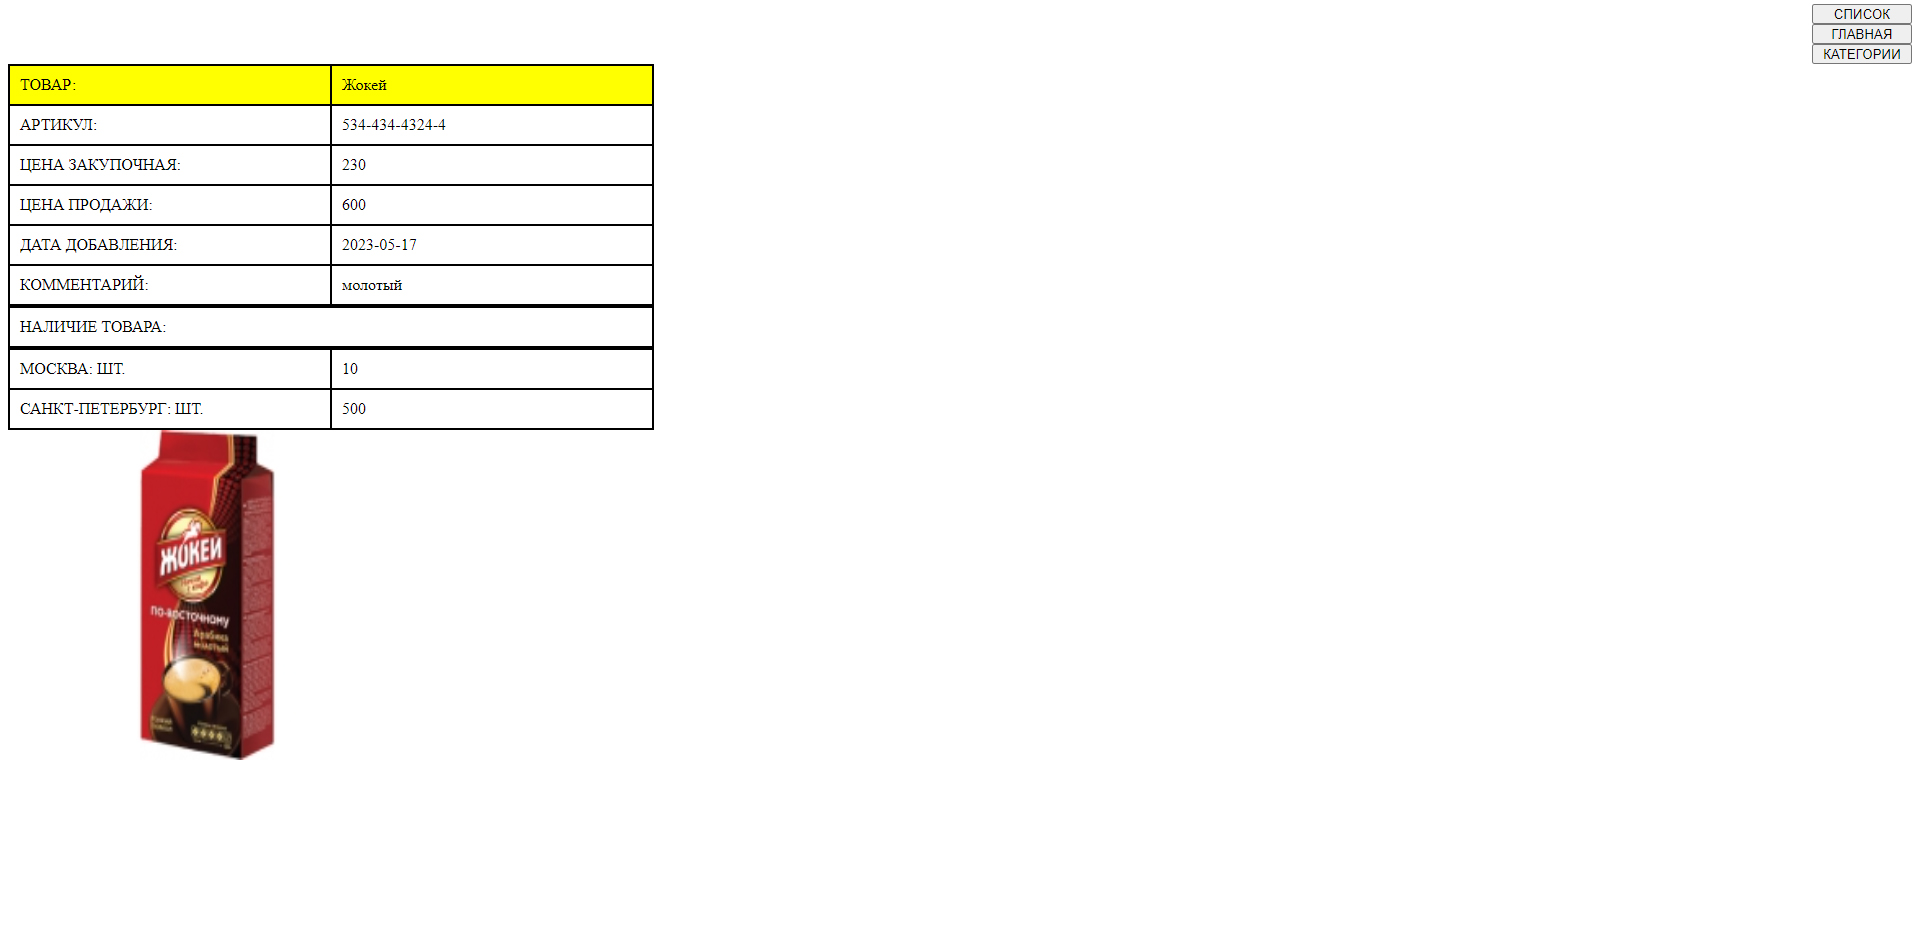 СПИСОК
ГЛАВНАЯ
КАТЕГОРИИ
ТОВАР: Жокей
АРТИКУЛ: 534-434-4324-4
ЦЕНА ЗАКУПОЧНАЯ: 230
ЦЕНА ПРОДАЖИ: 600
ДАТА ДОБАВЛЕНИЯ: 2023-05-17
КОММЕНТАРИЙ: молотый
НАЛИЧИЕ ТОВАРА:
МОСКВА: ШТ. 10
САНКТ-ПЕТЕРБУРГ: ШТ. 500
ЖОКЕЙ
ПО-ВОСТОЧНОМУ
Арабика
молотый